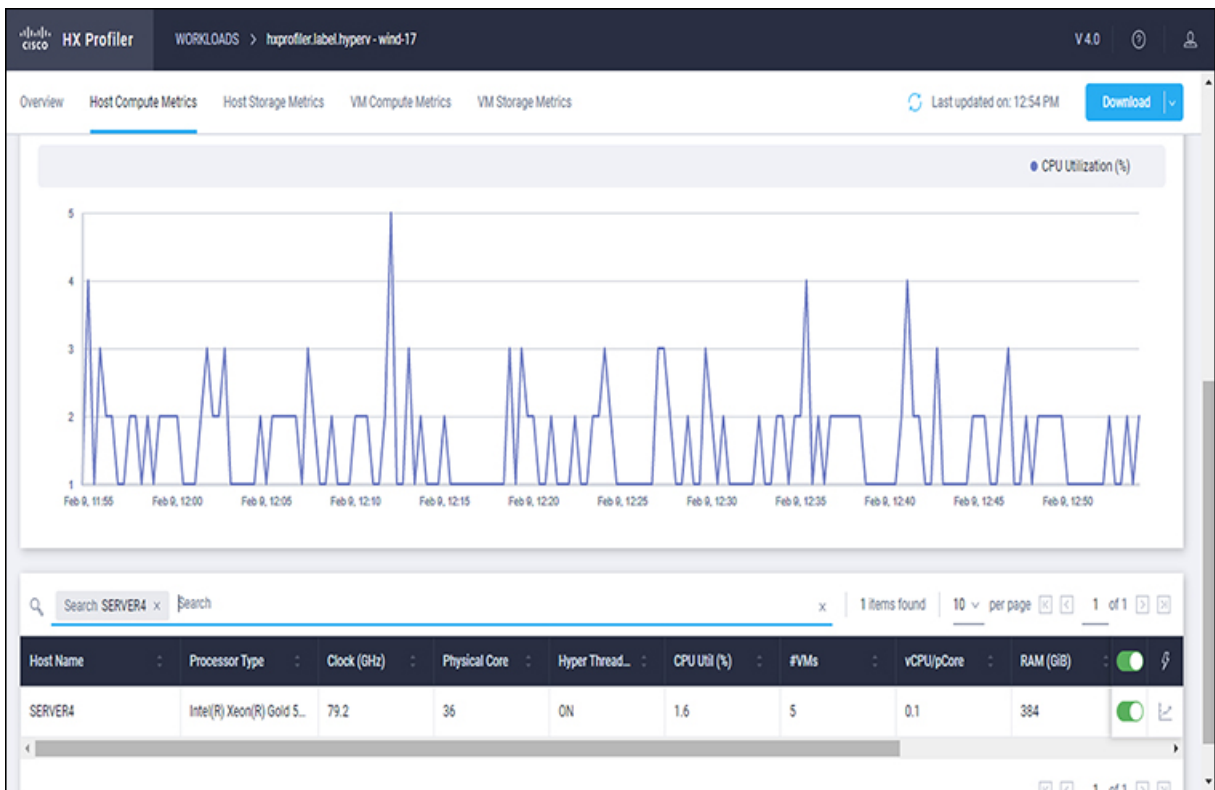 cisco HX Profiler WORKLOADS > hxprofiler.label.hyperv - wind-17 V 4.0
Overview Host Compute Metrics Host Storage Metrics VM Compute Metrics VM Storage Metrics Last updated on: 12:54 PM Download
CPU Utilization (%)
5
4
3
2
1
Feb 9, 11:55 Feb 9, 12:00 Feb 9, 12:05 Feb 9, 12:10 Feb 9, 12:15 Feb 9, 12:20 Feb 9, 12:25 Feb 9, 12:30 Feb 9, 12:35 Feb 9, 12:40 Feb 9, 12:45 Feb 9, 12:50
Search SERVER4 × Search x 1 items found 10 per page 1 of 1
Host Name Processor Type Clock (GHz) Physical Core Hyper Thread... CPU Util (%) #VMs vCPU/pCore RAM (GiB)
SERVER4 Intel(R) Xeon(R) Gold 5... 79.2 36 ON 1.6 5 0.1 384
1 of 1